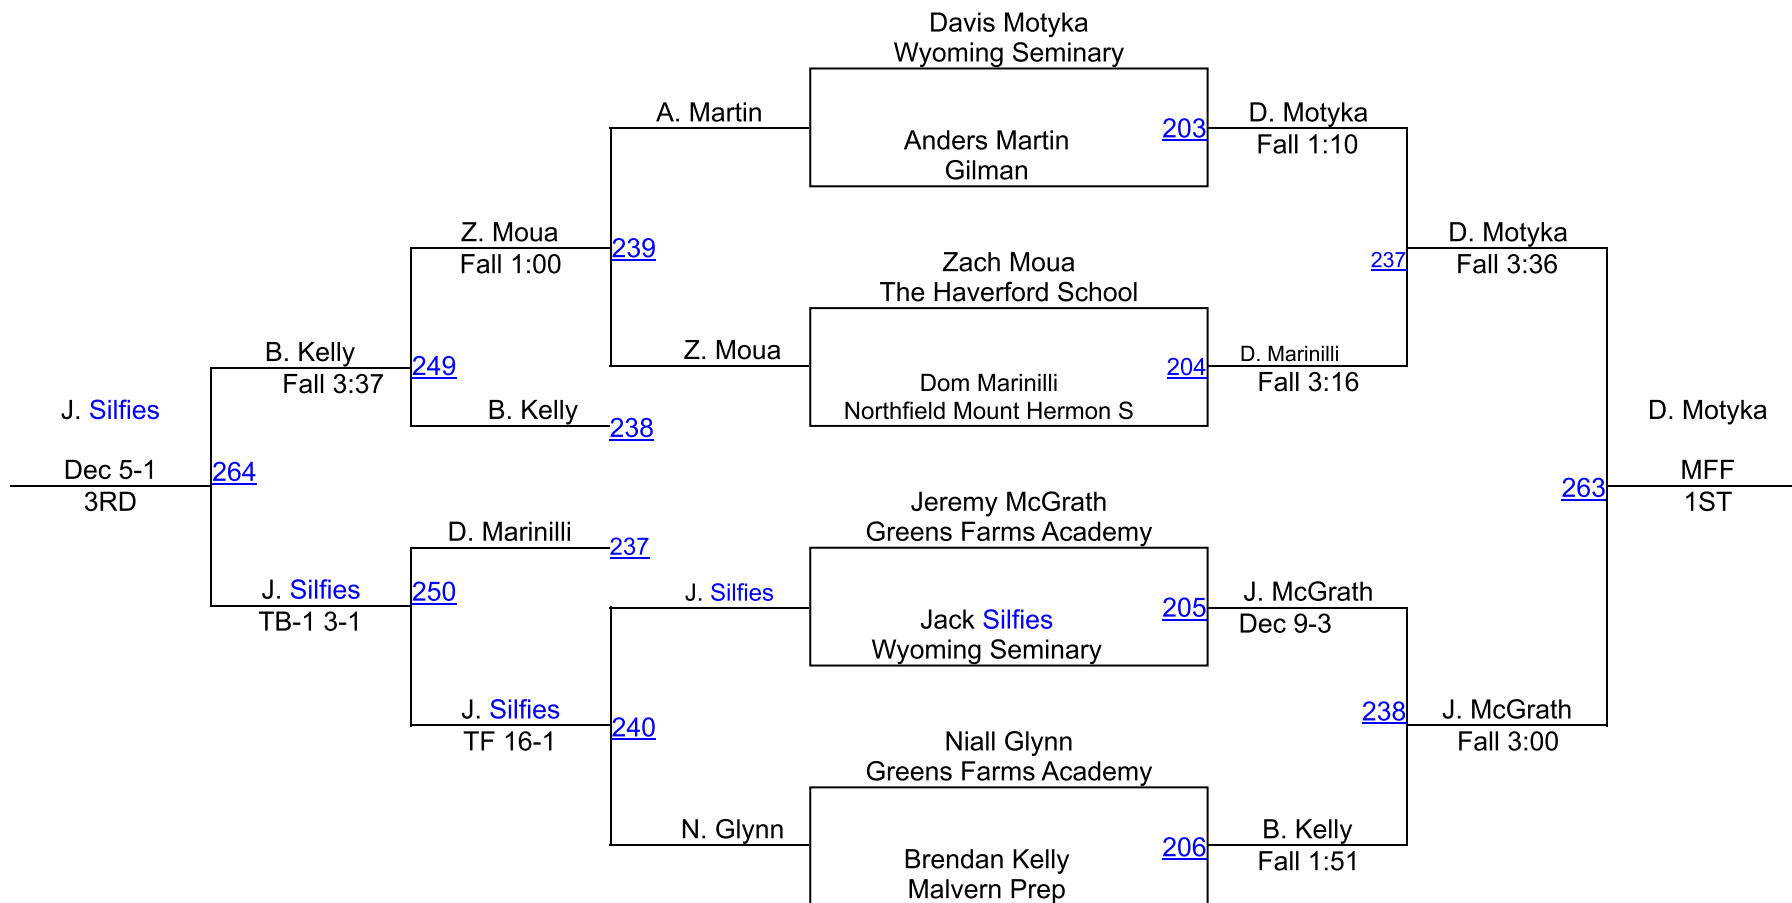 Davis Motyka
Wyoming Seminary
A. Martin
203
D. Motyka
Anders Martin
Gilman
Fall 1:10
Z. Moua
239
Fall 1:00
D. Motyka
237
Fall 3:36
Zach Moua
The Haverford School
B. Kelly
249
Fall 3:37
Z. Moua
204
D. Marinilli
Fall 3:16
Dom Marinilli
Northfield Mount Hermon S
J. Silfies
B. Kelly
238
D. Motyka
Dec 5-1
264
3RD
263
MFF
1ST
Jeremy McGrath
Greens Farms Academy
D. Marinilli
237
J. Silfies
250
TB-1 3-1
J. Silfies
205
J. McGrath
Dec 9-3
Jack Silfies
Wyoming Seminary
J. Silfies
240
TF 16-1
238
J. McGrath
Fall 3:00
Niall Glynn
Greens Farms Academy
N. Glynn
206
B. Kelly
Fall 1:51
Brendan Kelly
Malvern Prep